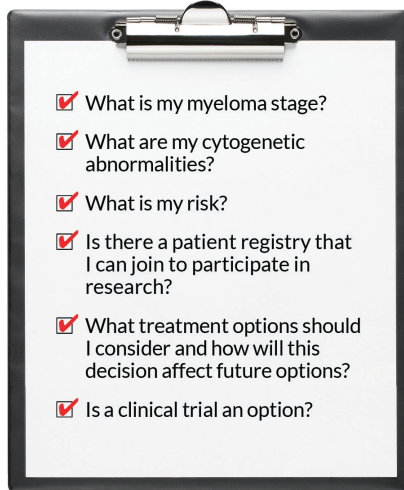 What is my myeloma stage?
What are my cytogenetic
abnormalities?
What is my risk?
Is there a patient registry that
I can join to participate in
research?
What treatment options should
I consider and how will this
decision affect future options?
Is a clinical trial an option?